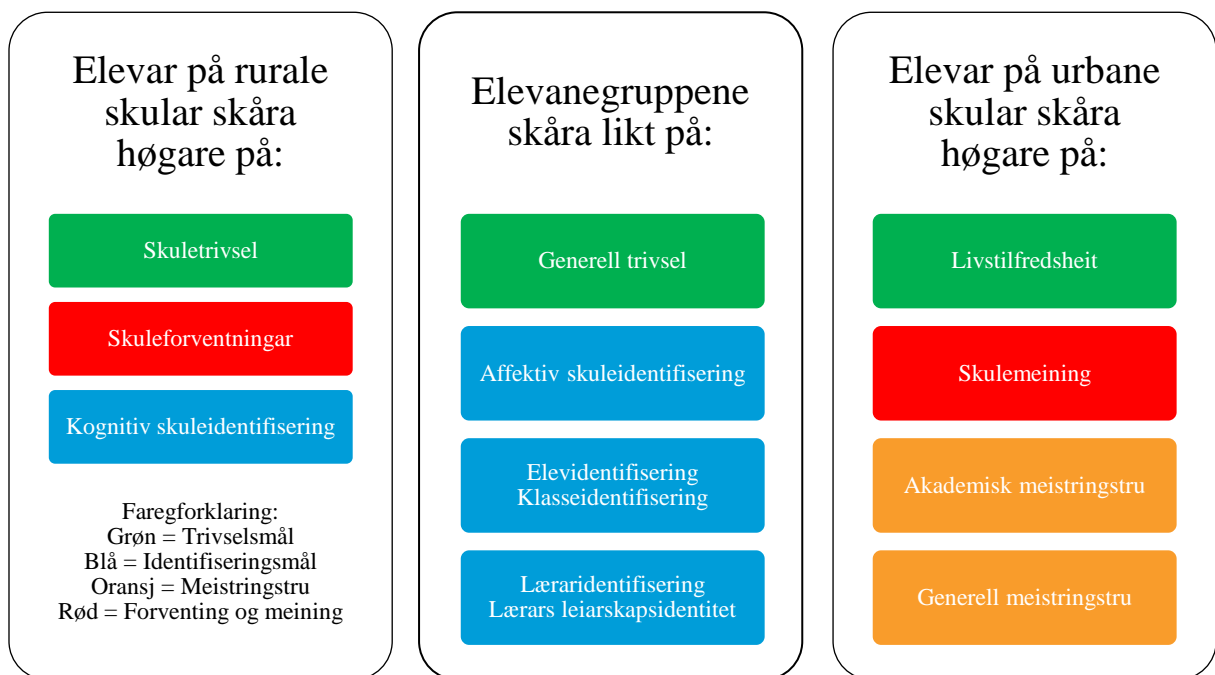 Elevar på rurale
skular skåra
høgare på:
Skuletrivsel
Skuleforventningar
Kognitiv skuleidentifisering
Faregforklaring:
Grøn = Trivselsmål
Blå = Identifiseringsmål
Oransj = Meistringstru
Rød = Forventing og meining
Elevanegruppene
skåra likt på:
Generell trivsel
Affektiv skuleidentifisering
Elevidentifisering
Klasseidentifisering
Læraridentifisering
Lærars leiarskapsidentitet
Elevar på urbane
skular skåra
høgare på:
Livstilfredsheit
Skulemeining
Akademisk meistringstru
Generell meistringstru